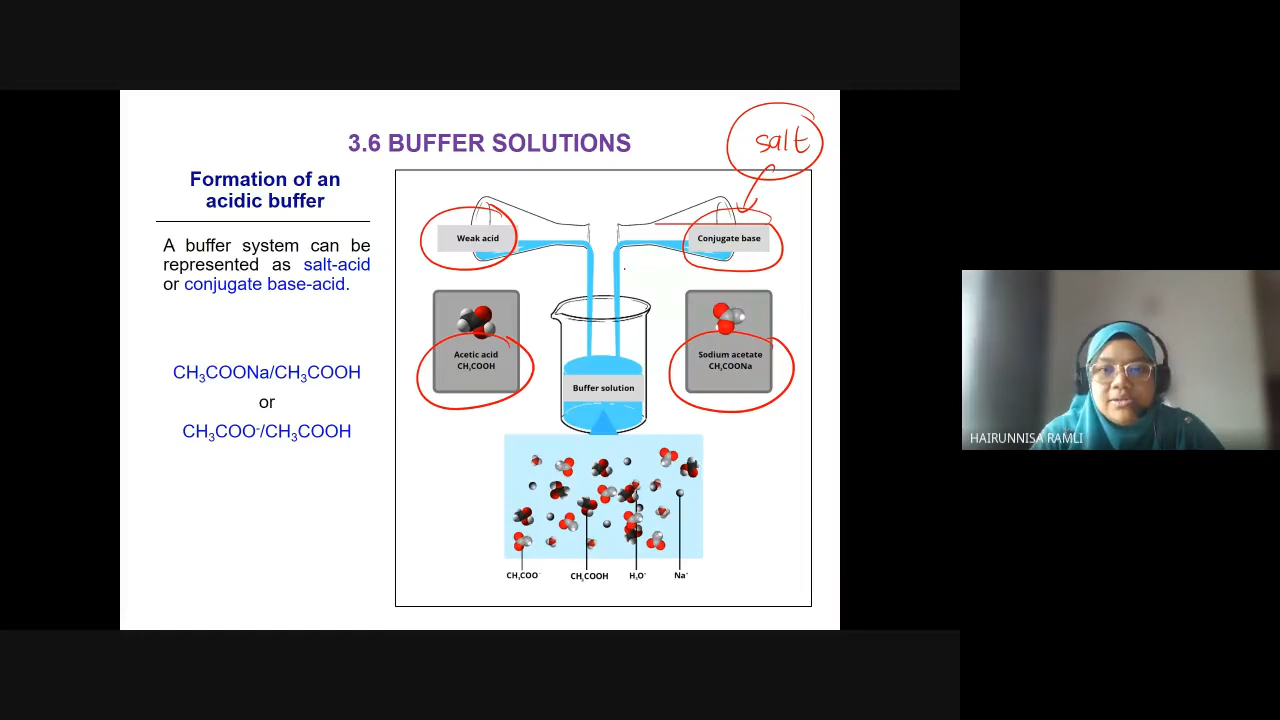 3.6 BUFFER SOLUTIONS
salt
Formation of an
acidic buffer
A buffer system can be
represented as salt-acid
or conjugate base-acid.
CH₃COONa/CH₃COOH
or
CH₃COO⁻/CH₃COOH
Weak acid
Conjugate base
Acetic acid
CH₃COOH
Sodium acetate
CH₃COONa
Buffer solution
CH₃COO⁻
CH₃COOH
H₃O⁺
Na⁺
HAIRUNNISA RAMLI